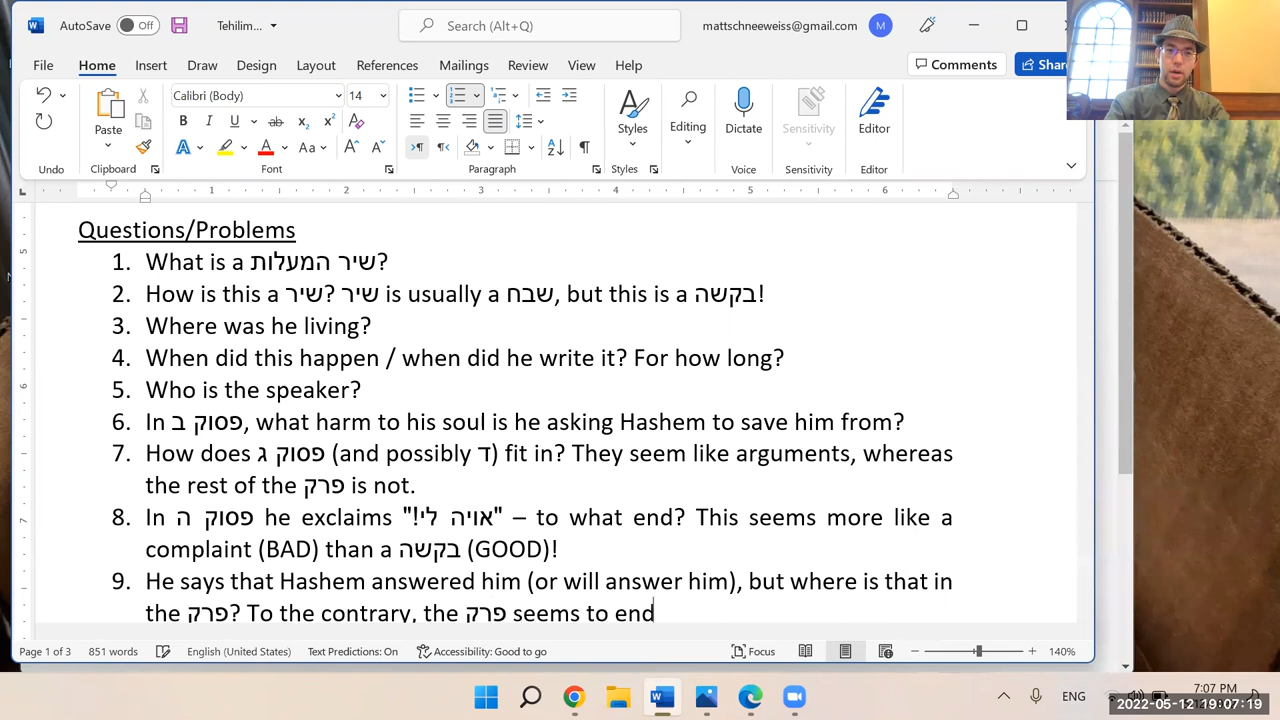 AutoSave Off Tehilim... Search (Alt+Q) mattschneeweiss@gmail.com M
File Home Insert Draw Design Layout References Mailings Review View Help Comments Shar
Calibri (Body) 14
Paste Styles Editing Dictate Sensitivity Editor
Undo Clipboard Font Paragraph Styles Voice Sensitivity Editor
1 2 3 4 5 6
Questions/Problems
1. What is a שיר המעלות?
2. How is this a שיר? שיר is usually a שבח, but this is a בקשה!
3. Where was he living?
4. When did this happen / when did he write it? For how long?
5. Who is the speaker?
6. In פסוק ב, what harm to his soul is he asking Hashem to save him from?
7. How does פסוק ג (and possibly ד) fit in? They seem like arguments, whereas
the rest of the פרק is not.
8. In פסוק ה he exclaims "אויה לי!" – to what end? This seems more like a
complaint (BAD) than a בקשה (GOOD)!
9. He says that Hashem answered him (or will answer him), but where is that in
the פרק? To the contrary, the פרק seems to end
Page 1 of 3 851 words English (United States) Text Predictions: On Accessibility: Good to go Focus 140%
ENG 7:07 PM
2022-05-12 19:07:19